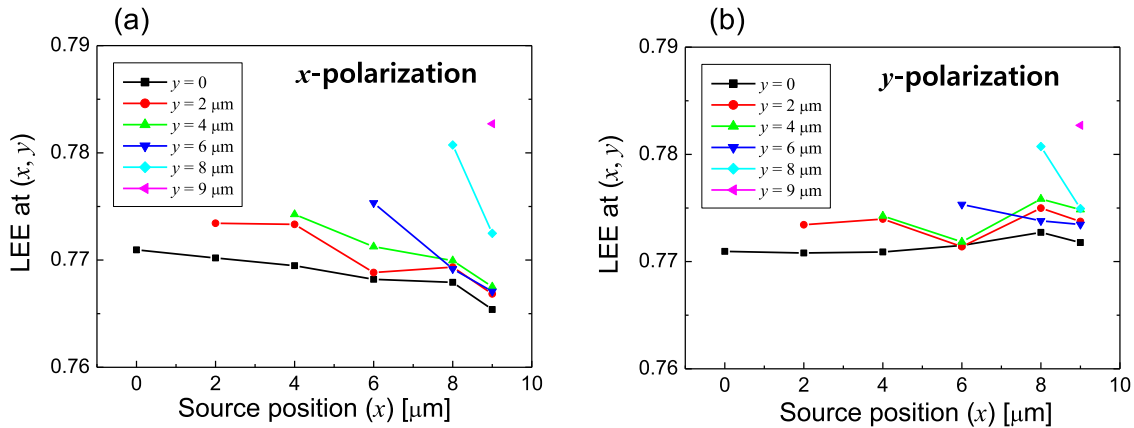 (a)
x-polarization
y = 0
y = 2 μm
y = 4 μm
y = 6 μm
y = 8 μm
y = 9 μm
0.79
0.78
0.77
0.76
LEE at (x, y)
0 2 4 6 8 10
Source position (x) [μm]
(b)
y-polarization
y = 0
y = 2 μm
y = 4 μm
y = 6 μm
y = 8 μm
y = 9 μm
0.79
0.78
0.77
0.76
LEE at (x, y)
0 2 4 6 8 10
Source position (x) [μm]